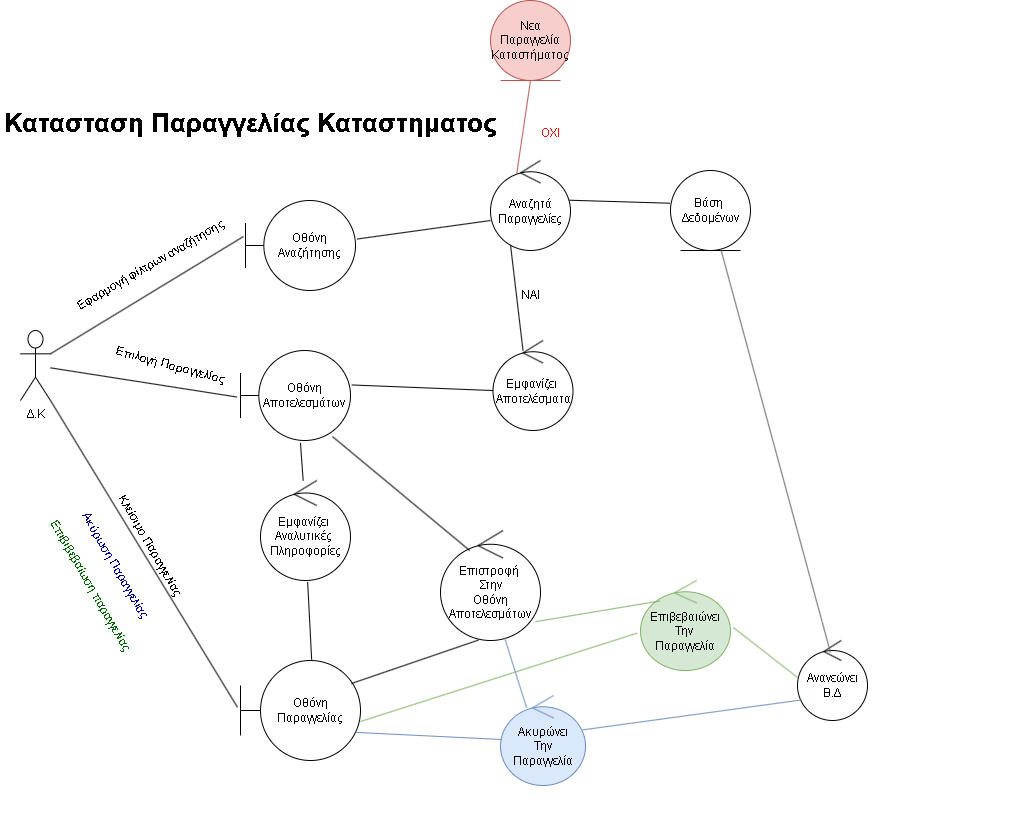 Νεα
Παραγγελία
Καταστήματος
Κατασταση Παραγγελίας Καταστηματος
ΟΧΙ
Αναζητά
Παραγγελίες
Βάση
Δεδομένων
Εφαρμογή φίλτρων αναζήτησης
Οθόνη
Αναζήτησης
ΝΑΙ
Επιλογή Παραγγελίας
Οθόνη
Αποτελεσμάτων
Εμφανίζει
Αποτελέσματα
Δ.Κ
Κλείσιμο Παραγγελίας
Ακύρωση Παραγγελίας
Επιβιβεβαίωση παραγγελίας
Εμφανίζει
Αναλυτικές
Πληροφορίες
Επιστροφή
Στην
Οθόνη
Αποτελεσμάτων
Επιβεβαιώνει
Την
Παραγγελία
Ανανεώνει
Β.Δ
Οθόνη
Παραγγελίας
Ακυρώνει
Την
Παραγγελία